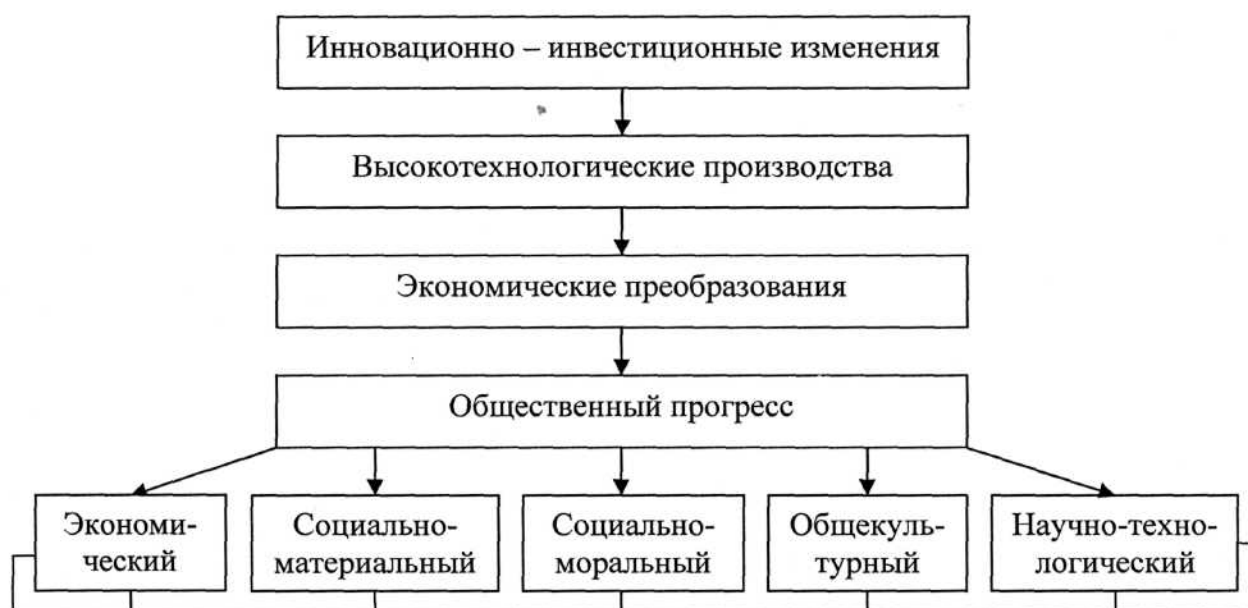 Инновационно – инвестиционные изменения
Высокотехнологические производства
Экономические преобразования
Общественный прогресс
Экономи-
ческий
Социально-
материальный
Социально-
моральный
Общекуль-
турный
Научно-техно-
логический